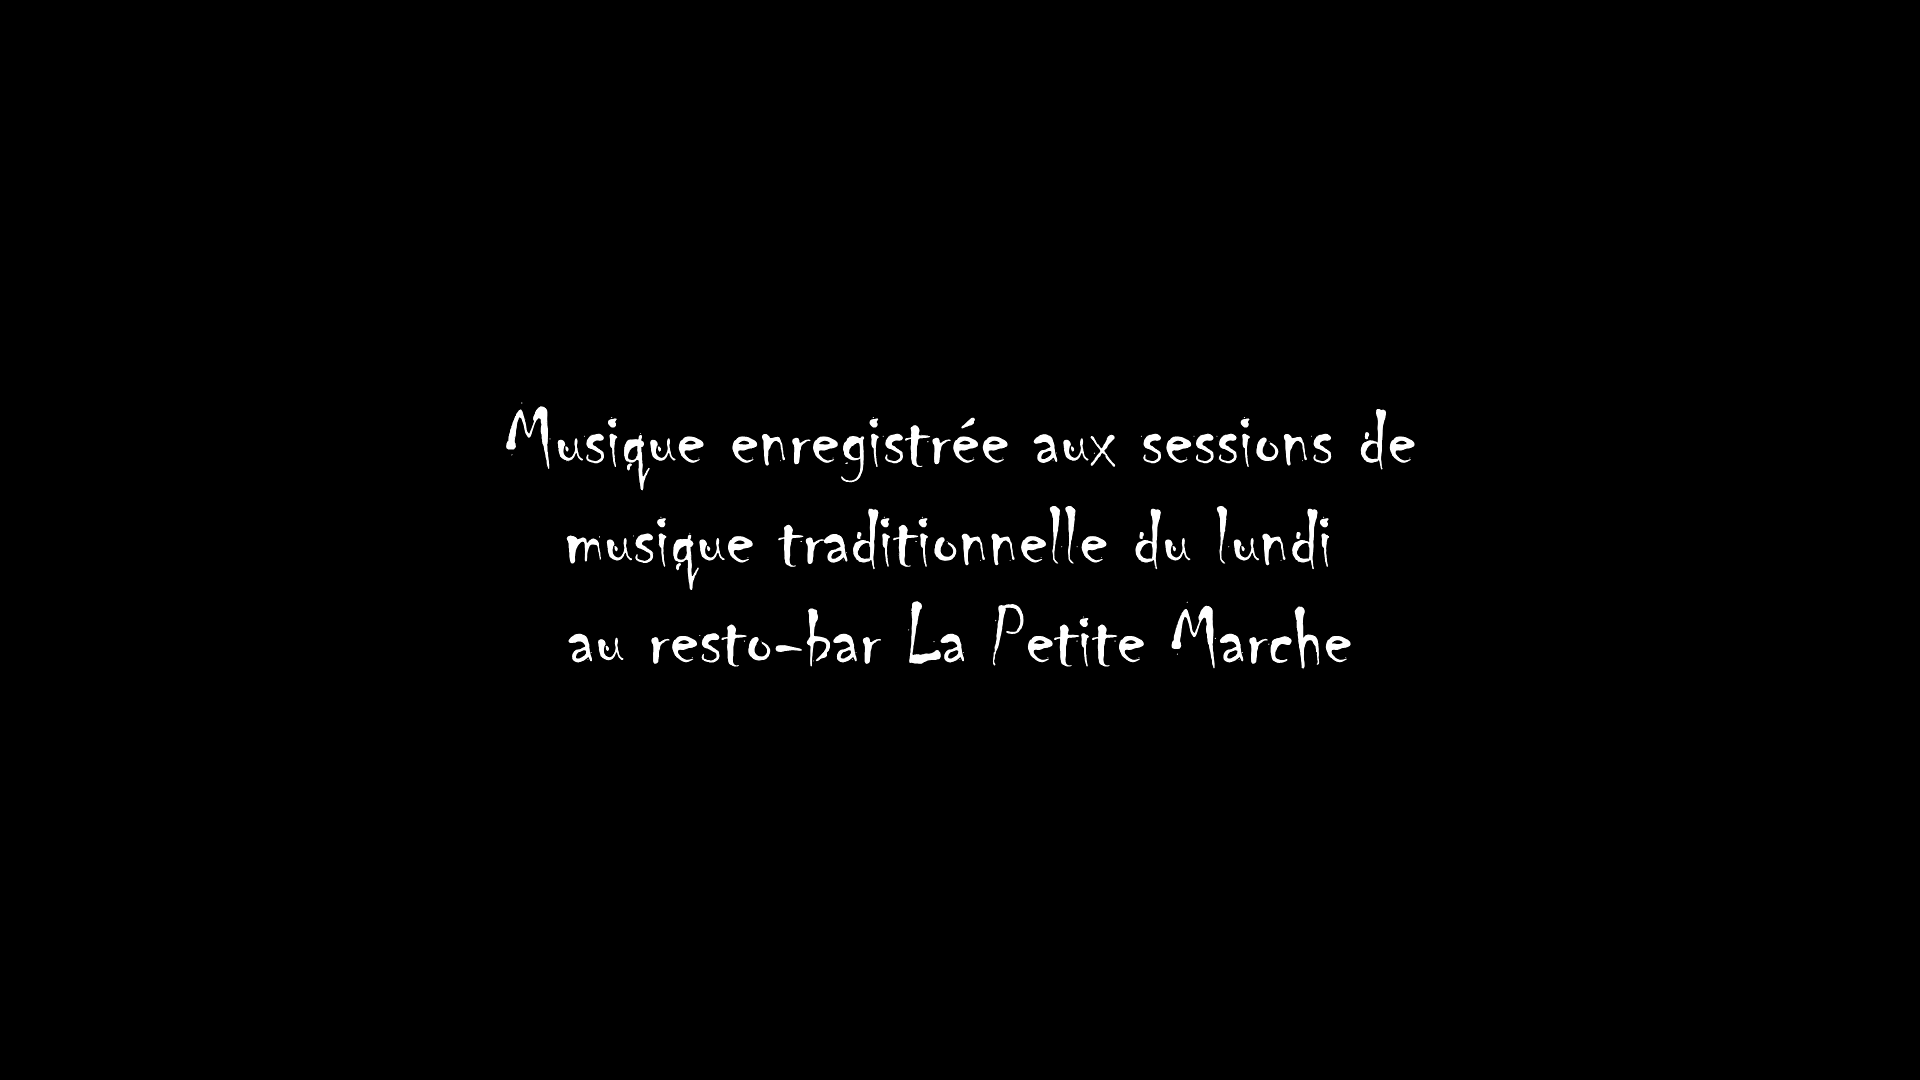 Musique enregistrée aux sessions de
musique traditionnelle du lundi
au resto-bar La Petite Marche